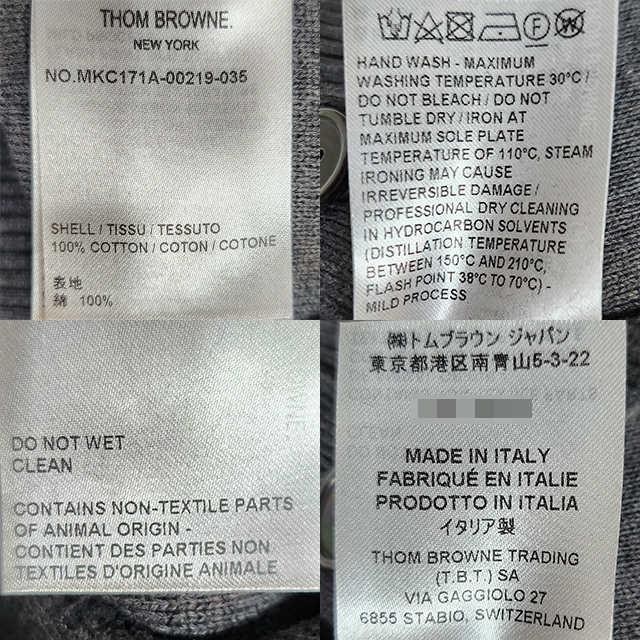 THOM BROWNE.
NEW YORK
NO.MKC171A-00219-035
SHELL / TISSU / TESSUTO
100% COTTON / COTON / COTONE
表地
綿 100%
HAND WASH - MAXIMUM
WASHING TEMPERATURE 30°C /
DO NOT BLEACH / DO NOT
TUMBLE DRY / IRON AT
MAXIMUM SOLE PLATE
TEMPERATURE OF 110°C, STEAM
IRONING MAY CAUSE
IRREVERSIBLE DAMAGE /
PROFESSIONAL DRY CLEANING
IN HYDROCARBON SOLVENTS
(DISTILLATION TEMPERATURE
BETWEEN 150°C AND 210°C,
FLASH POINT 38°C TO 70°C) -
MILD PROCESS
DO NOT WET
CLEAN
CONTAINS NON-TEXTILE PARTS
OF ANIMAL ORIGIN -
CONTIENT DES PARTIES NON
TEXTILES D'ORIGINE ANIMALE
㈱トムブラウン ジャパン
東京都港区南青山5-3-22
MADE IN ITALY
FABRIQUÉ EN ITALIE
PRODOTTO IN ITALIA
イタリア製
THOM BROWNE TRADING
(T.B.T.) SA
VIA GAGGIOLO 27
6855 STABIO, SWITZERLAND